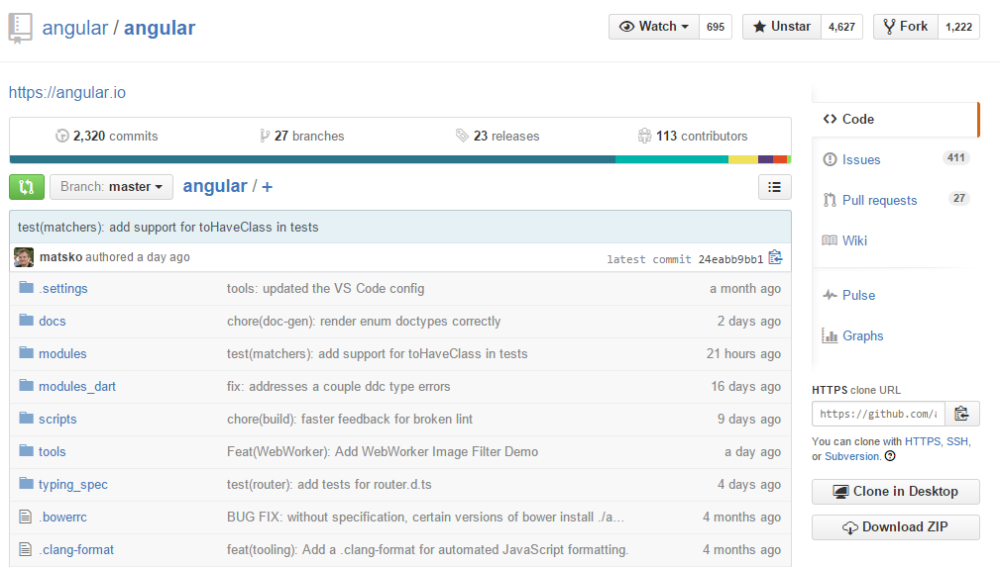 angular / angular
Watch 695 Unstar 4,627 Fork 1,222
https://angular.io
2,320 commits 27 branches 23 releases 113 contributors
Branch: master angular / +
test(matchers): add support for toHaveClass in tests
matsko authored a day ago latest commit 24eabb9bb1
.settings tools: updated the VS Code config a month ago
docs chore(doc-gen): render enum doctypes correctly 2 days ago
modules test(matchers): add support for toHaveClass in tests 21 hours ago
modules_dart fix: addresses a couple ddc type errors 16 days ago
scripts chore(build): faster feedback for broken lint 9 days ago
tools Feat(WebWorker): Add WebWorker Image Filter Demo a day ago
typing_spec test(router): add tests for router.d.ts 4 days ago
.bowerrc BUG FIX: without specification, certain versions of bower install ./a… 4 months ago
.clang-format feat(tooling): Add a .clang-format for automated JavaScript formatting. 4 months ago
Code
Issues 411
Pull requests 27
Wiki
Pulse
Graphs
HTTPS clone URL
https://github.com/a
You can clone with HTTPS, SSH,
or Subversion.
Clone in Desktop
Download ZIP